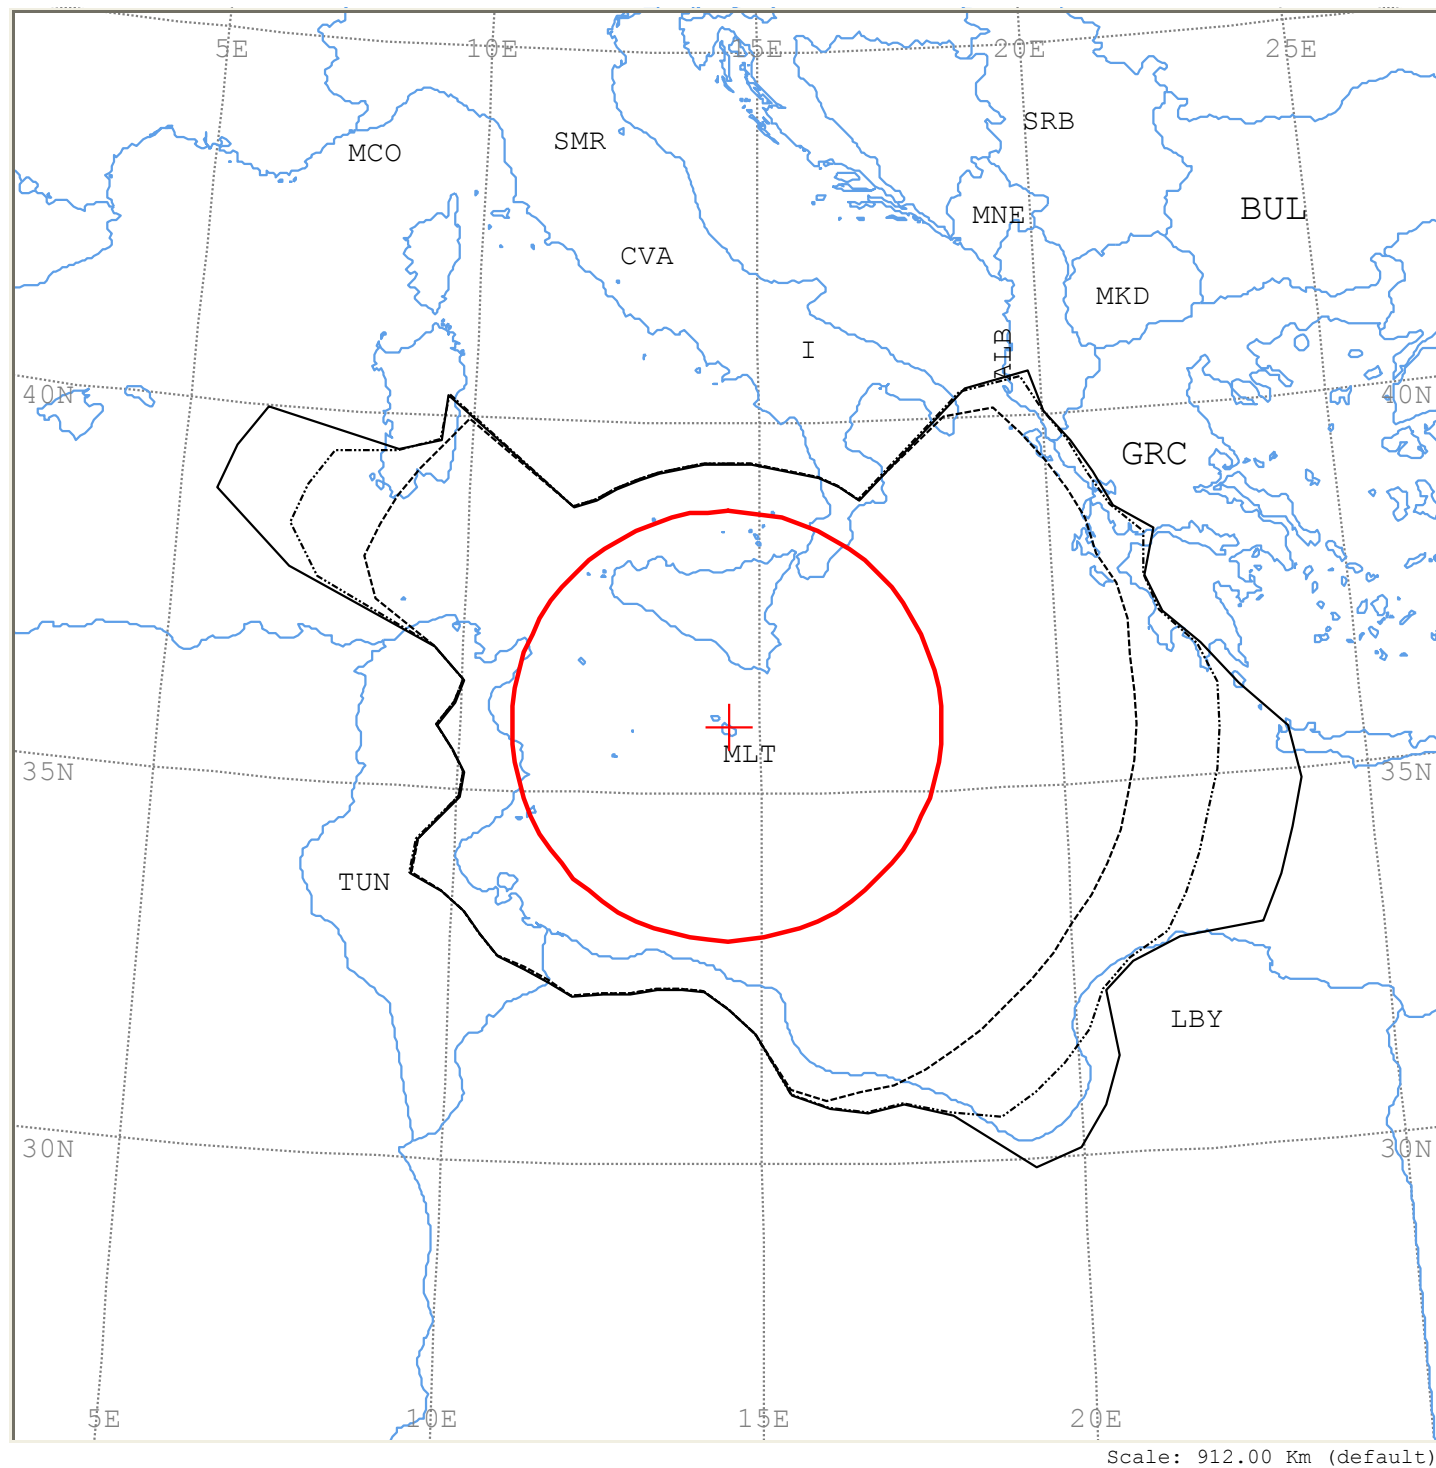 5E 10E 15E 20E 25E
SRB
SMR
MCO
BUL
MNE
CVA
MKD
I
ALB
40N 40N
GRC
MLT
35N 35N
TUN
LBY
30N 30N
5E 10E 15E 20E
Scale: 912.00 Km (default)